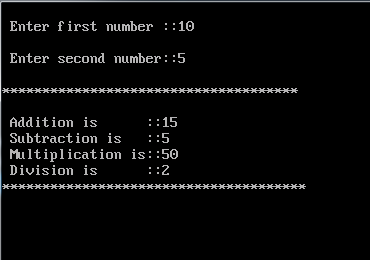 Enter first number ::10
Enter second number::5
*************************************
Addition is      ::15
Subtraction is   ::5
Multiplication is::50
Division is      ::2
**************************************